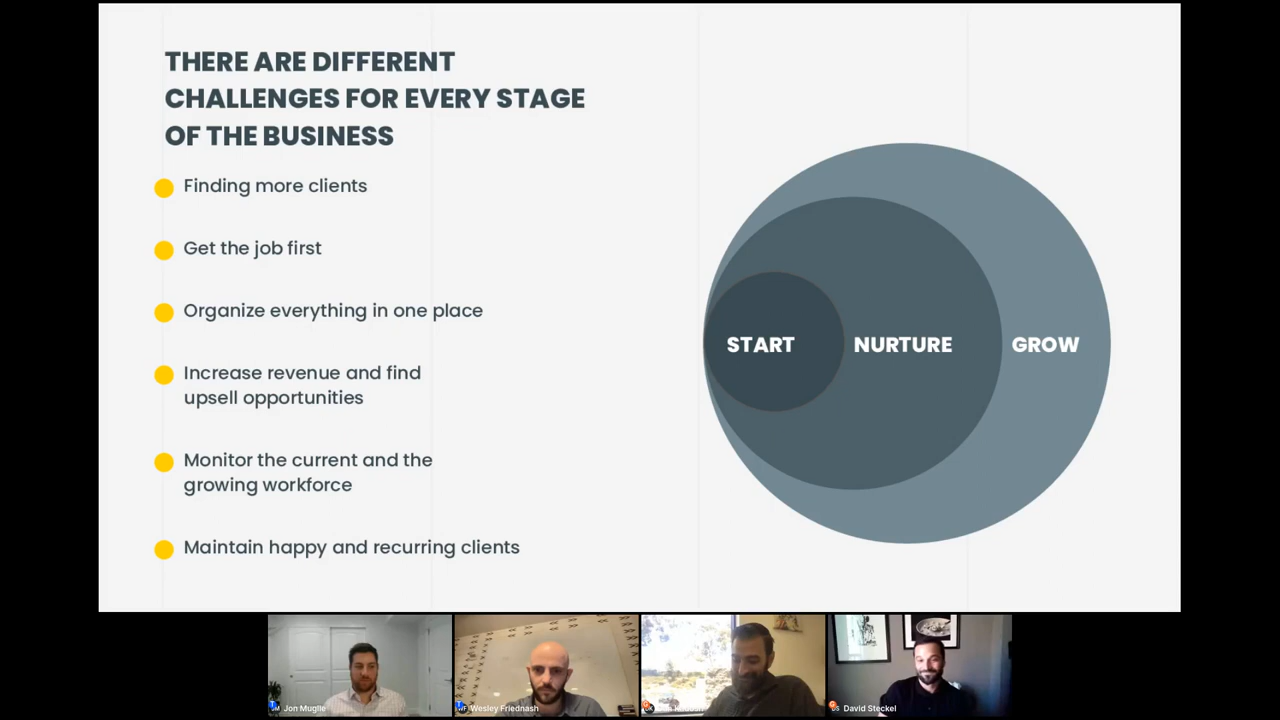 THERE ARE DIFFERENT
CHALLENGES FOR EVERY STAGE
OF THE BUSINESS
Finding more clients
Get the job first
Organize everything in one place
Increase revenue and find
upsell opportunities
Monitor the current and the
growing workforce
Maintain happy and recurring clients
START
NURTURE
GROW
Jon Muglie
Wesley Friednash
David Steckel